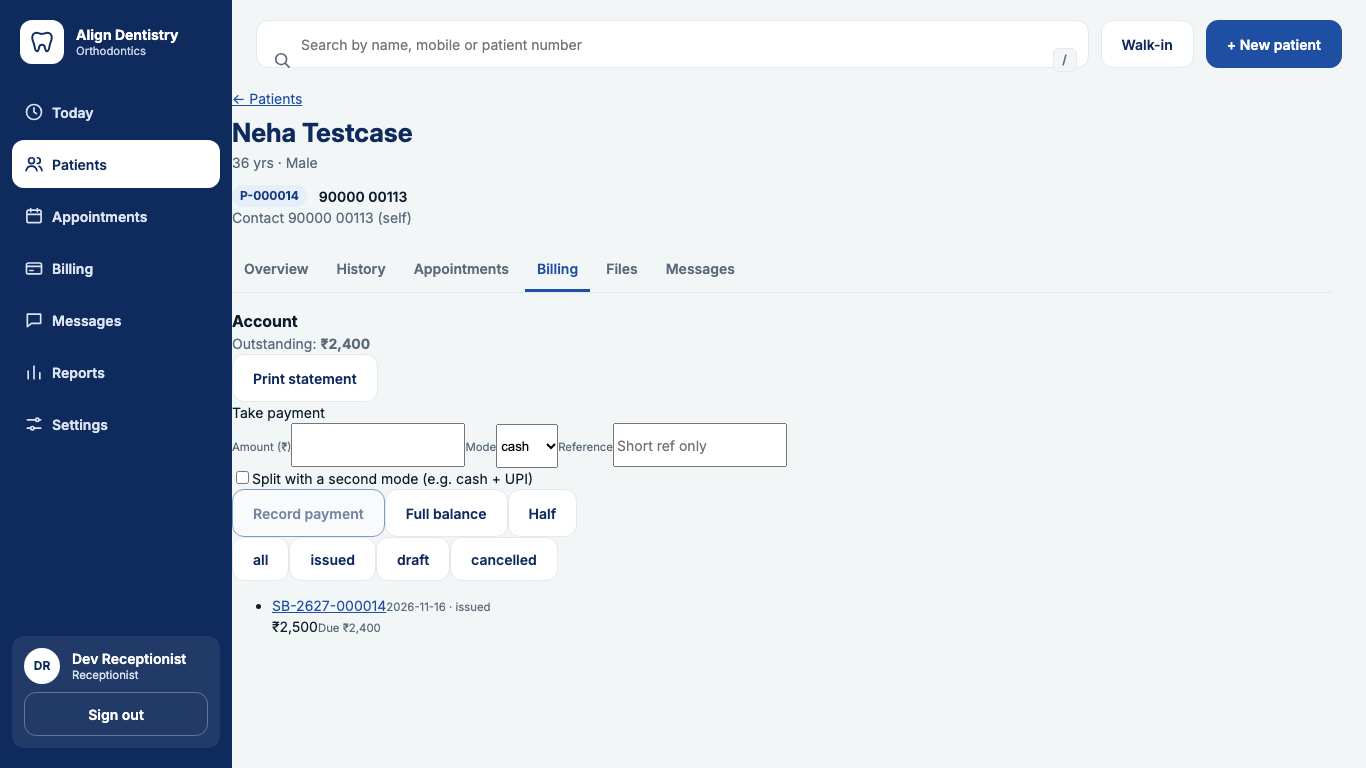 Align Dentistry
Orthodontics
Today
Patients
Appointments
Billing
Messages
Reports
Settings
DR
Dev Receptionist
Receptionist
Sign out
Search by name, mobile or patient number
/
Walk-in
+ New patient
← Patients
Neha Testcase
36 yrs · Male
P-000014 90000 00113
Contact 90000 00113 (self)
Overview History Appointments Billing Files Messages
Account
Outstanding: ₹2,400
Print statement
Take payment
Amount (₹) Mode cash Reference Short ref only
Split with a second mode (e.g. cash + UPI)
Record payment Full balance Half
all issued draft cancelled
• SB-2627-000014 2026-11-16 · issued
₹2,500 Due ₹2,400